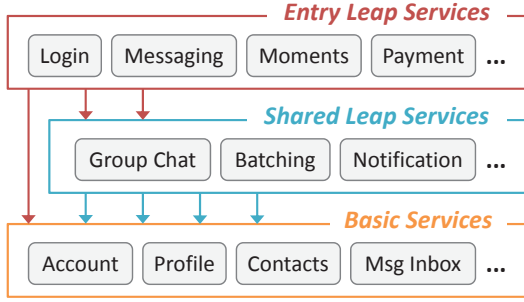 Entry Leap Services
Login Messaging Moments Payment ...
Shared Leap Services
Group Chat Batching Notification ...
Basic Services
Account Profile Contacts Msg Inbox ...